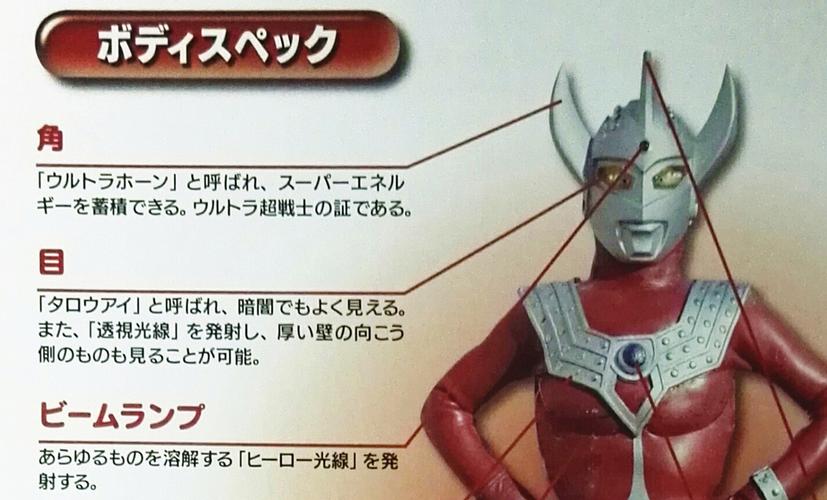 ボディスペック
角
「ウルトラホーン」と呼ばれ、スーパーエネル
ギーを蓄積できる。ウルトラ超戦士の証である。
目
「タロウアイ」と呼ばれ、暗闇でもよく見える。
また、「透視光線」を発射し、厚い壁の向こう
側のものも見ることが可能。
ビームランプ
あらゆるものを溶解する「ヒーロー光線」を発
射する。